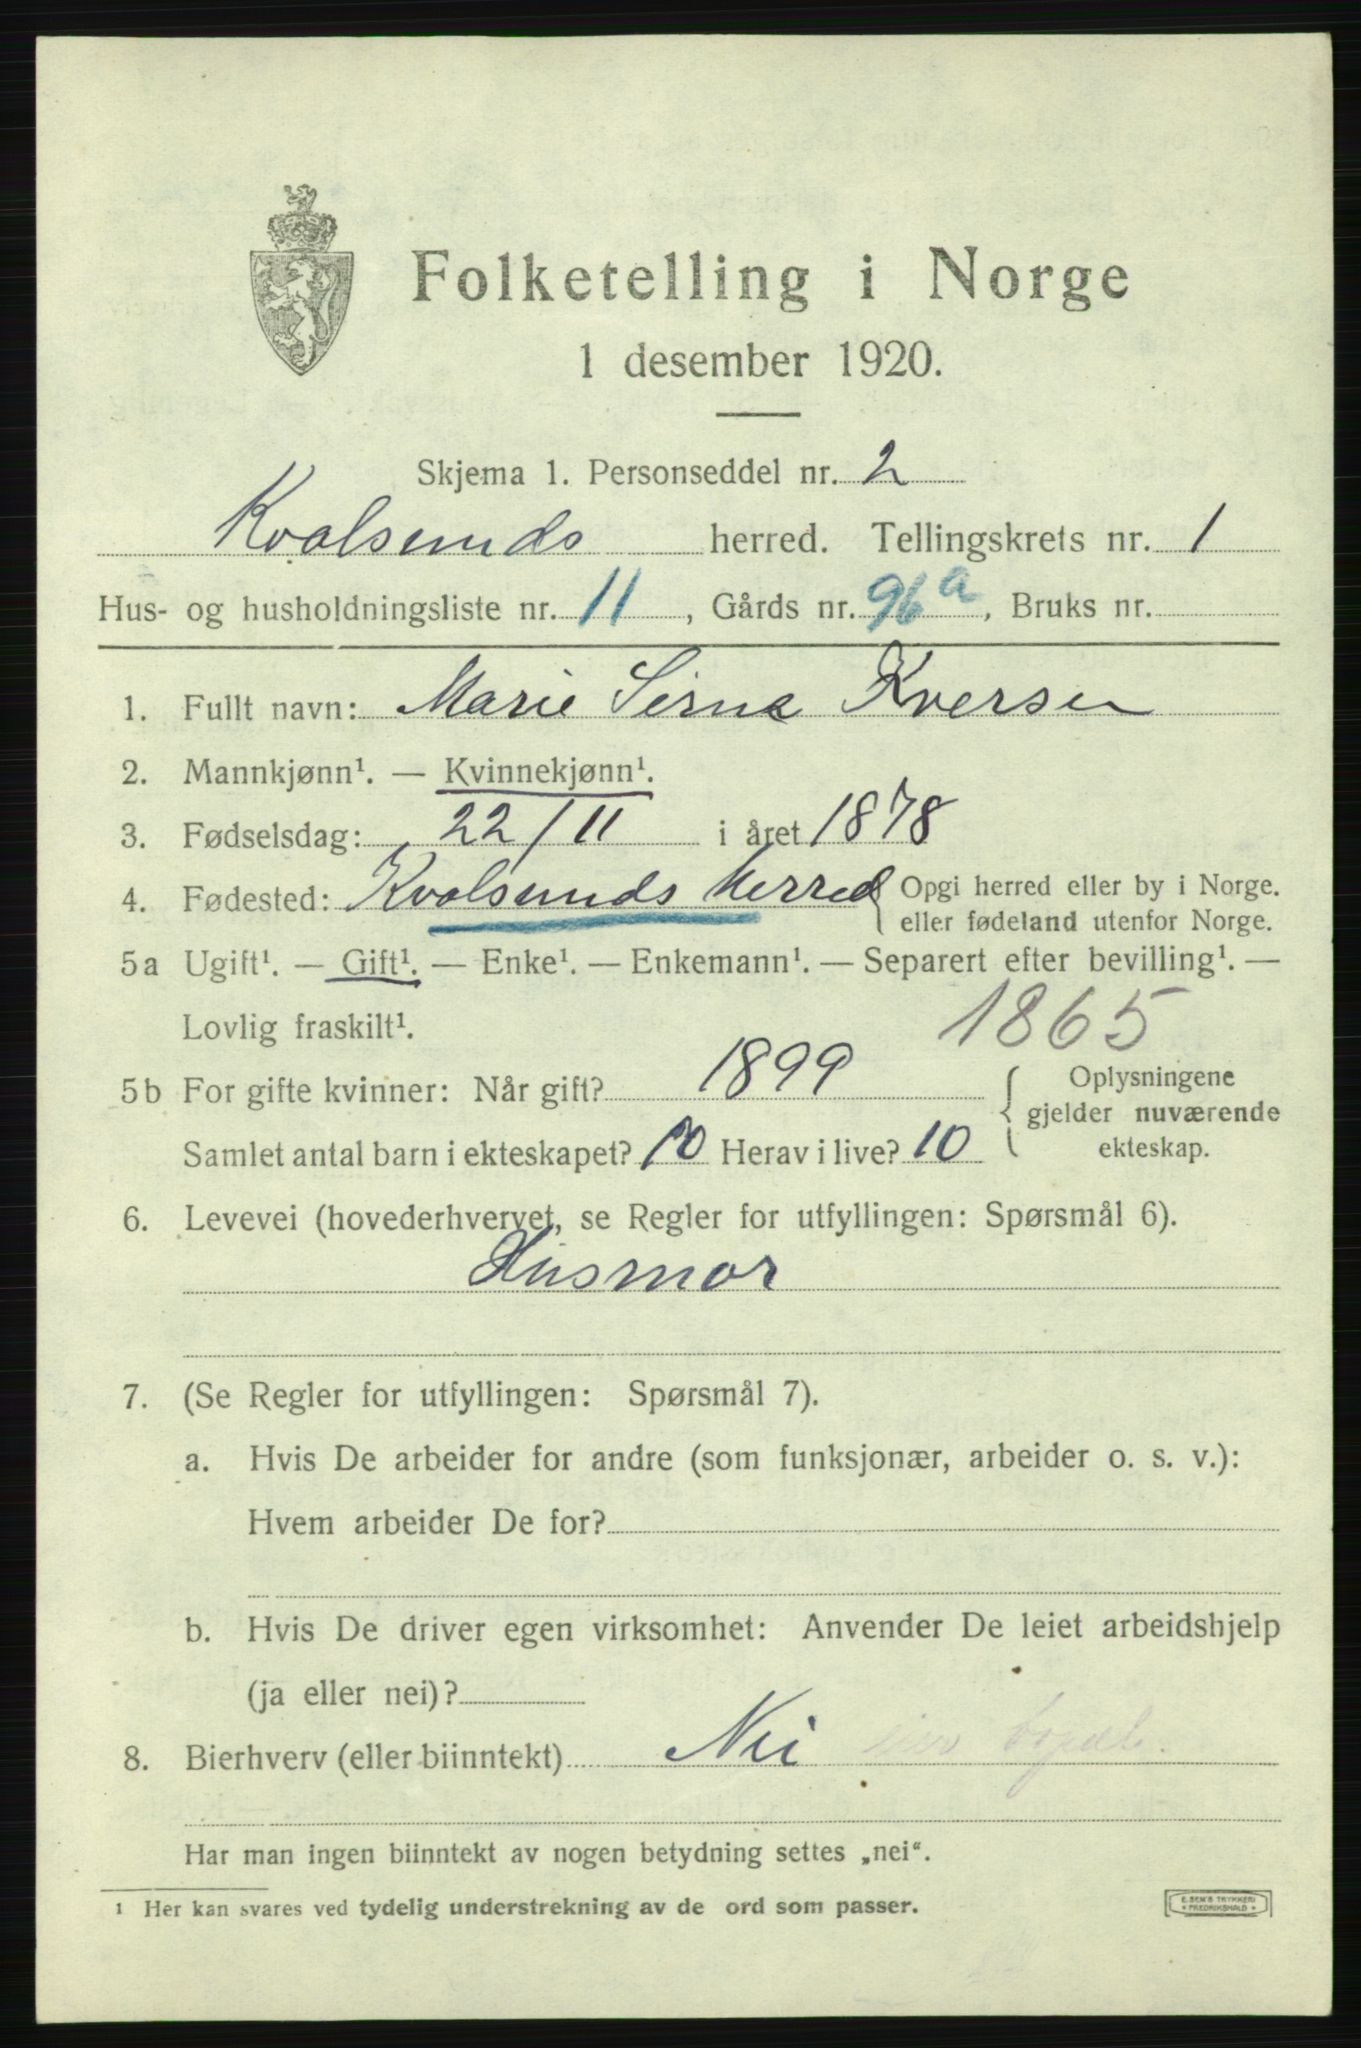 Folketelling i Norge
1 desember 1920.
Skjema 1. Personseddel nr. 2
Kvalsunds herred. Tellingskrets nr. 1
Hus- og husholdningsliste nr. 11, Gårds nr. 96a, Bruks nr.
1. Fullt navn: Marie Sirne Kversen
2. Mannkjønn¹. — Kvinnekjønn¹.
3. Fødselsdag: 22/11 i året 1878
4. Fødested: Kvalsunds Herred { Opgi herred eller by i Norge.
eller fødeland utenfor Norge.
5a Ugift¹. — Gift¹. — Enke¹. — Enkemann¹. — Separert efter bevilling¹. —
Lovlig fraskilt¹.
1865
5b For gifte kvinner: Når gift? 1899
Samlet antal barn i ekteskapet? 10 Herav i live? 10
{ Oplysningene
gjelder nuværende
ekteskap.
6. Levevei (hovederhvervet, se Regler for utfyllingen: Spørsmål 6).
Husmor
7. (Se Regler for utfyllingen: Spørsmål 7).
a. Hvis De arbeider for andre (som funksjonær, arbeider o. s. v.):
Hvem arbeider De for?
b. Hvis De driver egen virksomhet: Anvender De leiet arbeidshjelp
(ja eller nei)?
8. Bierhverv (eller biinntekt) Nei
Har man ingen biinntekt av nogen betydning settes „nei“.
¹ Her kan svares ved tydelig understrekning av de ord som passer.
E. SEM'S TRYKKERI
* FREDRIKSHALD *